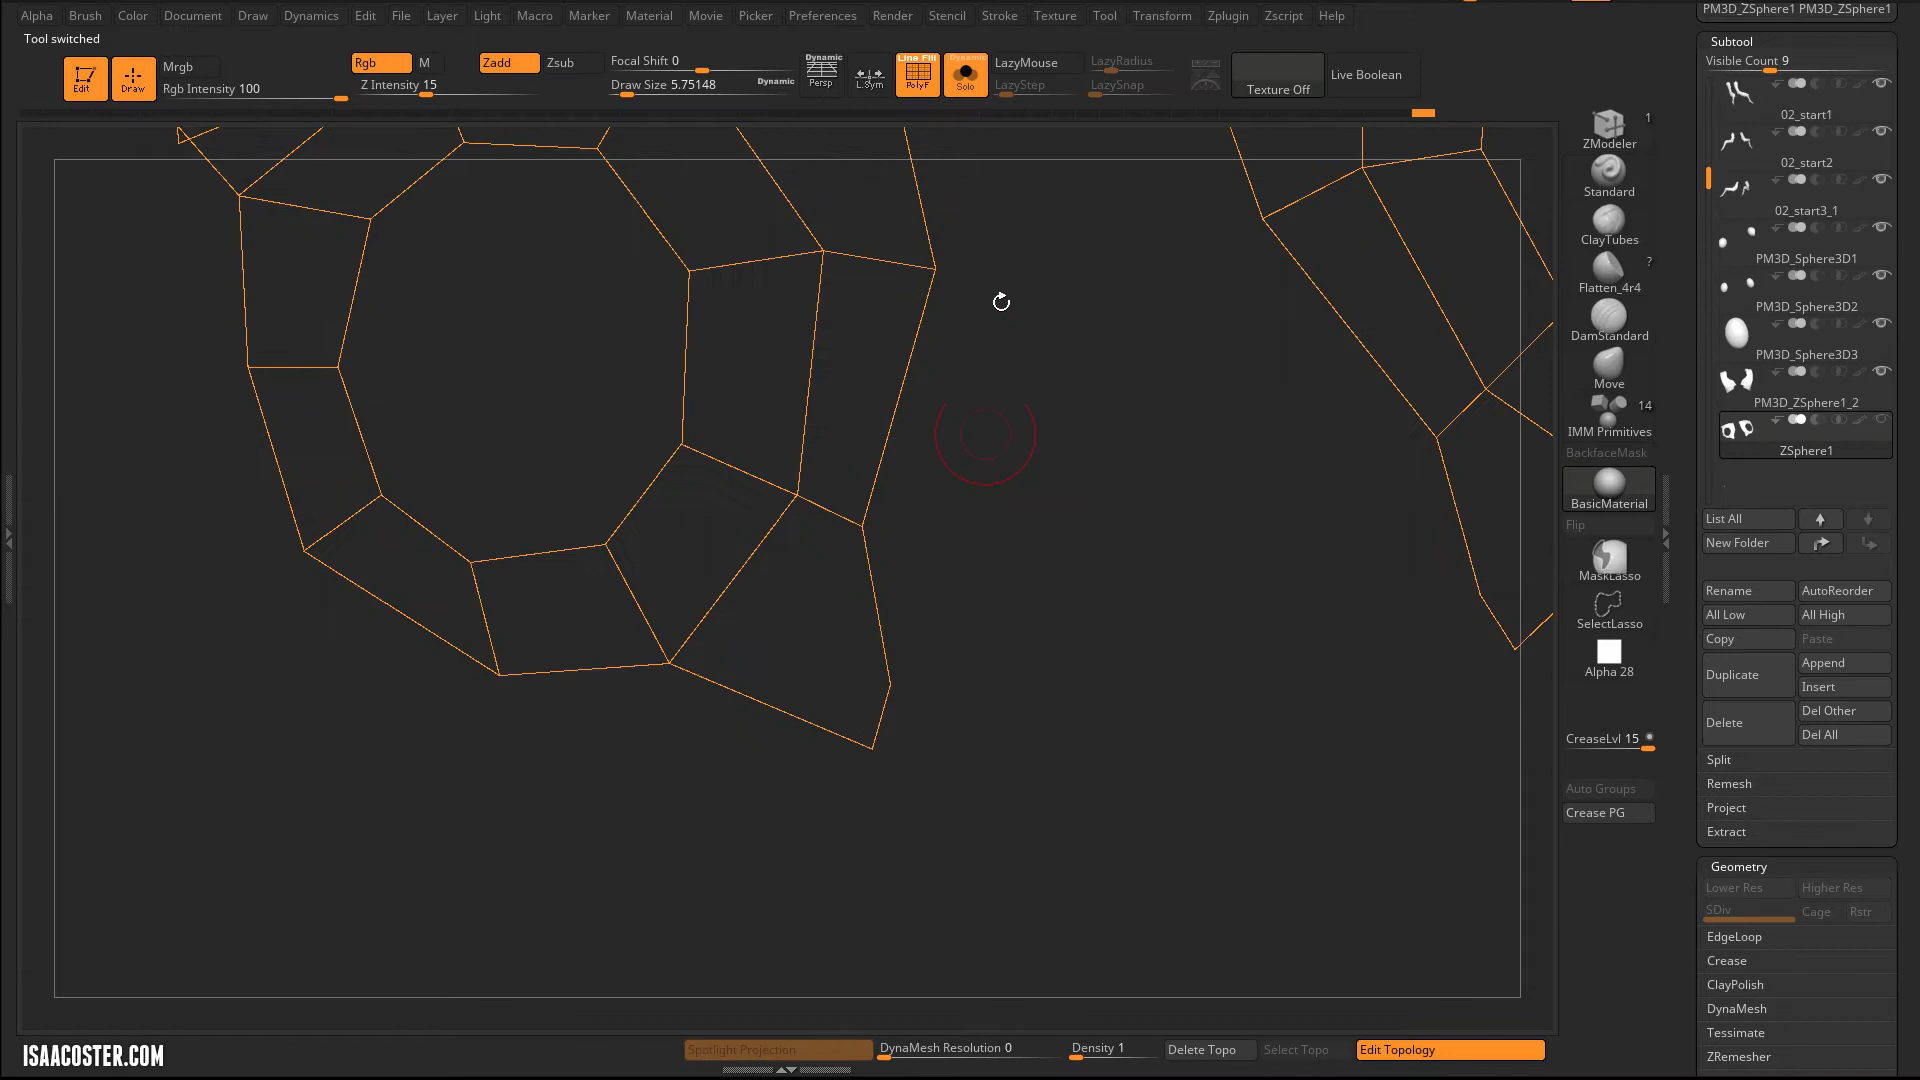 PM3D_ZSphere1 PM3D_ZSphere1
Alpha Brush Color Document Draw Dynamics Edit File Layer Light Macro Marker Material Movie Picker Preferences Render Stencil Stroke Texture Tool Transform Zplugin Zscript Help
Tool switched
Edit
Draw
Mrgb
Rgb Intensity 100
Rgb
M
Z Intensity 15
Zadd
Zsub
Focal Shift 0
Draw Size 5.75148
Dynamic
Dynamic
Persp
L.Sym
Line Fill
PolyF
Dynamic
Solo
LazyMouse
LazyStep
LazyRadius
LazySnap
Texture Off
Live Boolean
ZModeler
1
Standard
ClayTubes
Flatten_4r4
?
DamStandard
Move
14
IMM Primitives
BackfaceMask
BasicMaterial
Flip
MaskLasso
SelectLasso
Alpha 28
CreaseLvl 15
Auto Groups
Crease PG
Subtool
Visible Count 9
02_start1
02_start2
02_start3_1
PM3D_Sphere3D1
PM3D_Sphere3D2
PM3D_Sphere3D3
PM3D_ZSphere1_2
ZSphere1
List All
New Folder
Rename AutoReorder
All Low All High
Copy Paste
Duplicate
Append
Insert
Delete
Del Other
Del All
Split
Remesh
Project
Extract
Geometry
Lower Res Higher Res
SDiv Cage Rstr
EdgeLoop
Crease
ClayPolish
DynaMesh
Tessimate
ZRemesher
ISAACOSTER.COM
Spotlight Projection DynaMesh Resolution 0 Density 1 Delete Topo Select Topo Edit Topology